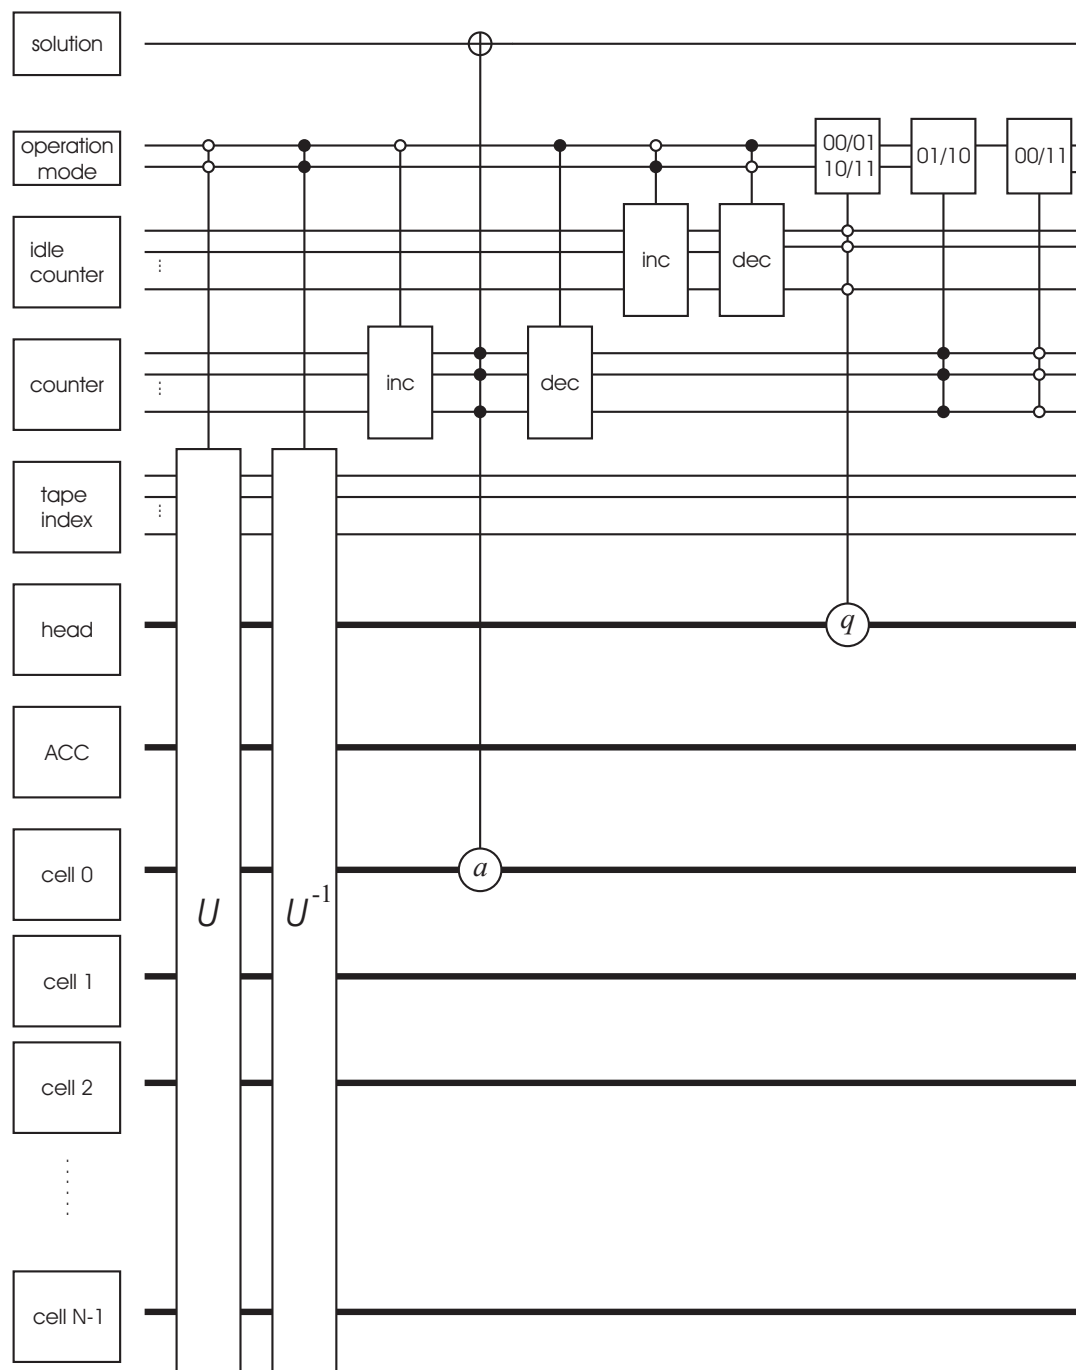 solution
operation
mode
00/01
10/11
01/10
00/11
idle
counter
inc
dec
counter
inc
dec
tape
index
head
q
ACC
cell 0
a
U
U-1
cell 1
cell 2
cell N-1